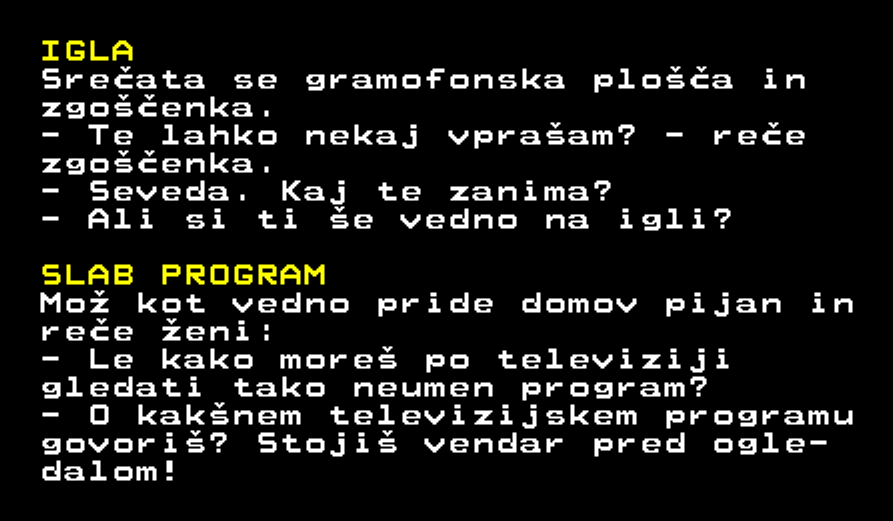 IGLA
Srečata se gramofonska plošča in
zgoščenka.
- Te lahko nekaj vprašam? - reče
zgoščenka.
- Seveda. Kaj te zanima?
- Ali si ti še vedno na igli?
SLAB PROGRAM
Mož kot vedno pride domov pijan in
reče ženi:
- Le kako moreš po televiziji
gledati tako neumen program?
- O kakšnem televizijskem programu
govoriš? Stojiš vendar pred ogle-
dalom!